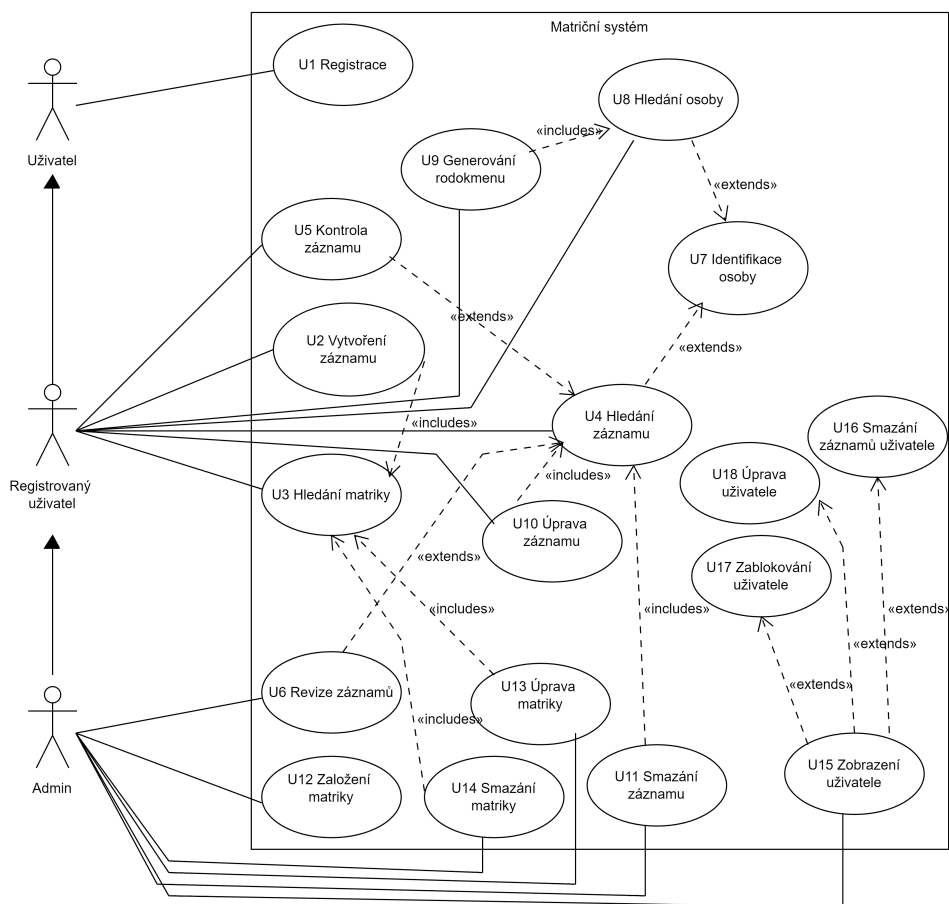 Matriční systém
U1 Registrace
U8 Hledání osoby
«includes»
Uživatel
U9 Generování
rodokmenu
«extends»
U5 Kontrola
záznamu
U7 Identifikace
osoby
«extends»
U2 Vytvoření
záznamu
«extends»
«includes»
U4 Hledání
záznamu
U16 Smazání
záznamů uživatele
Registrovaný
uživatel
U3 Hledání matriky
«includes»
U18 Úprava
uživatele
U10 Úprava
záznamu
«extends»
U17 Zablokování
uživatele
«includes»
«includes»
«extends»
«extends»
U6 Revize záznamů
U13 Úprava
matriky
«extends»
«includes»
Admin
U12 Založení
matriky
U14 Smazání
matriky
U11 Smazání
záznamu
U15 Zobrazení
uživatele